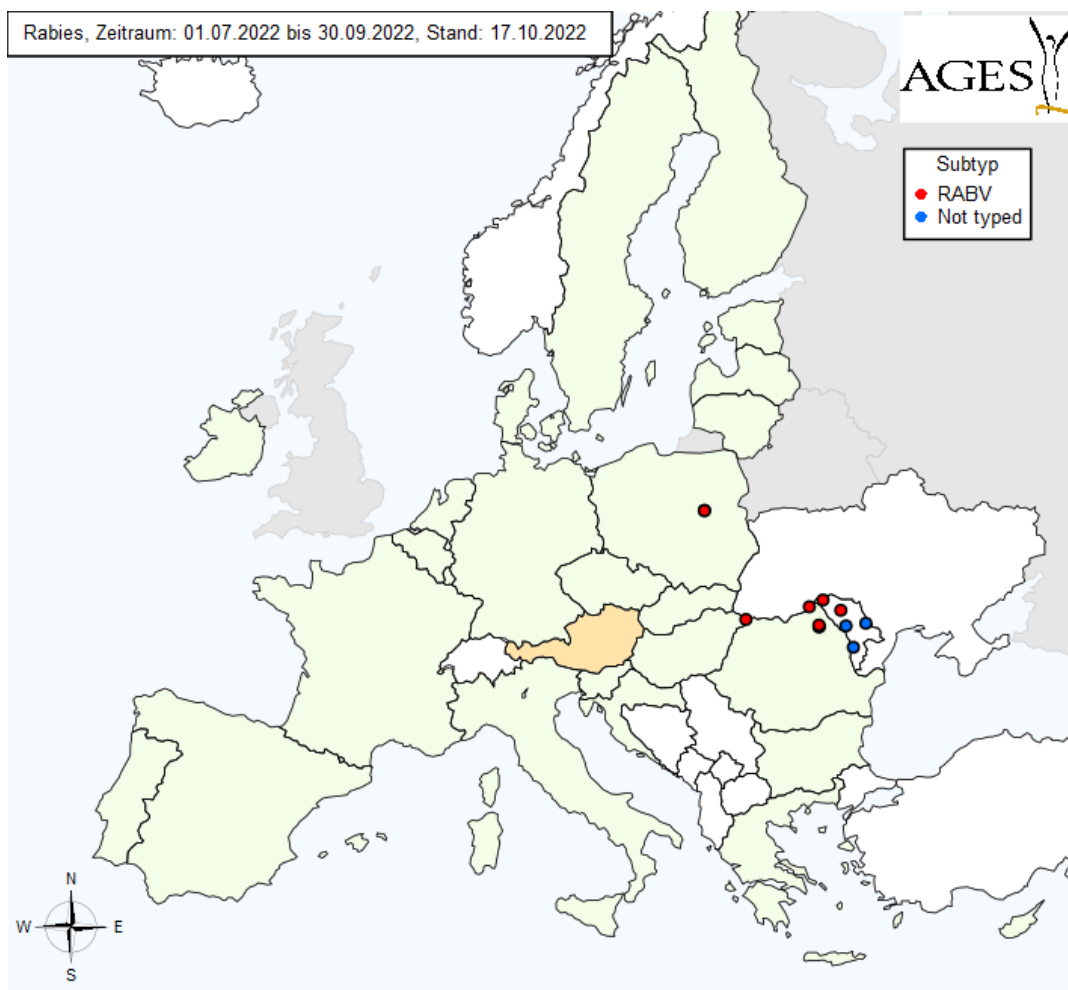 Rabies, Zeitraum: 01.07.2022 bis 30.09.2022, Stand: 17.10.2022
AGES
Subtyp
RABV
Not typed
N
W E
S